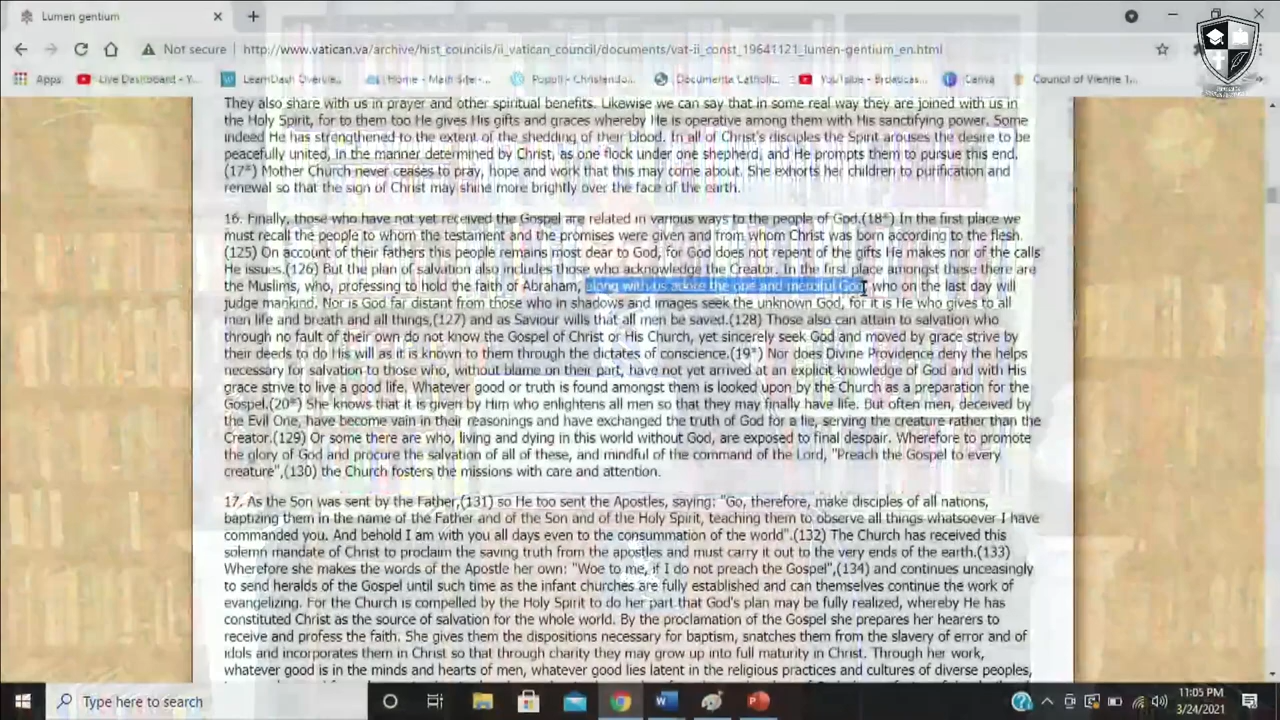 Lumen gentium
Not secure
http://www.vatican.va/archive/hist_councils/ii_vatican_council/documents/vat-ii_const_19641121_lumen-gentium_en.html
Apps
Live Dashboard - Y...
LearnDash Overvie...
Home - Main Site -...
Populi - Christendo...
Documenta Catholic...
YouTube - Broadcas...
Canva
Council of Vienne 1...
They also share with us in prayer and other spiritual benefits. Likewise we can say that in some real way they are joined with us in
the Holy Spirit, for to them too He gives His gifts and graces whereby He is operative among them with His sanctifying power. Some
indeed He has strengthened to the extent of the shedding of their blood. In all of Christ's disciples the Spirit arouses the desire to be
peacefully united, in the manner determined by Christ, as one flock under one shepherd, and He prompts them to pursue this end.
(17*) Mother Church never ceases to pray, hope and work that this may come about. She exhorts her children to purification and
renewal so that the sign of Christ may shine more brightly over the face of the earth.
16. Finally, those who have not yet received the Gospel are related in various ways to the people of God.(18*) In the first place we
must recall the people to whom the testament and the promises were given and from whom Christ was born according to the flesh.
(125) On account of their fathers this people remains most dear to God, for God does not repent of the gifts He makes nor of the calls
He issues.(126) But the plan of salvation also includes those who acknowledge the Creator. In the first place amongst these there are
the Muslims, who, professing to hold the faith of Abraham, along with us adore the one and merciful God, who on the last day will
judge mankind. Nor is God far distant from those who in shadows and images seek the unknown God, for it is He who gives to all
men life and breath and all things,(127) and as Saviour wills that all men be saved.(128) Those also can attain to salvation who
through no fault of their own do not know the Gospel of Christ or His Church, yet sincerely seek God and moved by grace strive by
their deeds to do His will as it is known to them through the dictates of conscience.(19*) Nor does Divine Providence deny the helps
necessary for salvation to those who, without blame on their part, have not yet arrived at an explicit knowledge of God and with His
grace strive to live a good life. Whatever good or truth is found amongst them is looked upon by the Church as a preparation for the
Gospel.(20*) She knows that it is given by Him who enlightens all men so that they may finally have life. But often men, deceived by
the Evil One, have become vain in their reasonings and have exchanged the truth of God for a lie, serving the creature rather than the
Creator.(129) Or some there are who, living and dying in this world without God, are exposed to final despair. Wherefore to promote
the glory of God and procure the salvation of all of these, and mindful of the command of the Lord, "Preach the Gospel to every
creature",(130) the Church fosters the missions with care and attention.
17. As the Son was sent by the Father,(131) so He too sent the Apostles, saying: "Go, therefore, make disciples of all nations,
baptizing them in the name of the Father and of the Son and of the Holy Spirit, teaching them to observe all things whatsoever I have
commanded you. And behold I am with you all days even to the consummation of the world".(132) The Church has received this
solemn mandate of Christ to proclaim the saving truth from the apostles and must carry it out to the very ends of the earth.(133)
Wherefore she makes the words of the Apostle her own: "Woe to me, if I do not preach the Gospel",(134) and continues unceasingly
to send heralds of the Gospel until such time as the infant churches are fully established and can themselves continue the work of
evangelizing. For the Church is compelled by the Holy Spirit to do her part that God's plan may be fully realized, whereby He has
constituted Christ as the source of salvation for the whole world. By the proclamation of the Gospel she prepares her hearers to
receive and profess the faith. She gives them the dispositions necessary for baptism, snatches them from the slavery of error and of
idols and incorporates them in Christ so that through charity they may grow up into full maturity in Christ. Through her work,
whatever good is in the minds and hearts of men, whatever good lies latent in the religious practices and cultures of diverse peoples,
Type here to search
11:05 PM
3/24/2021